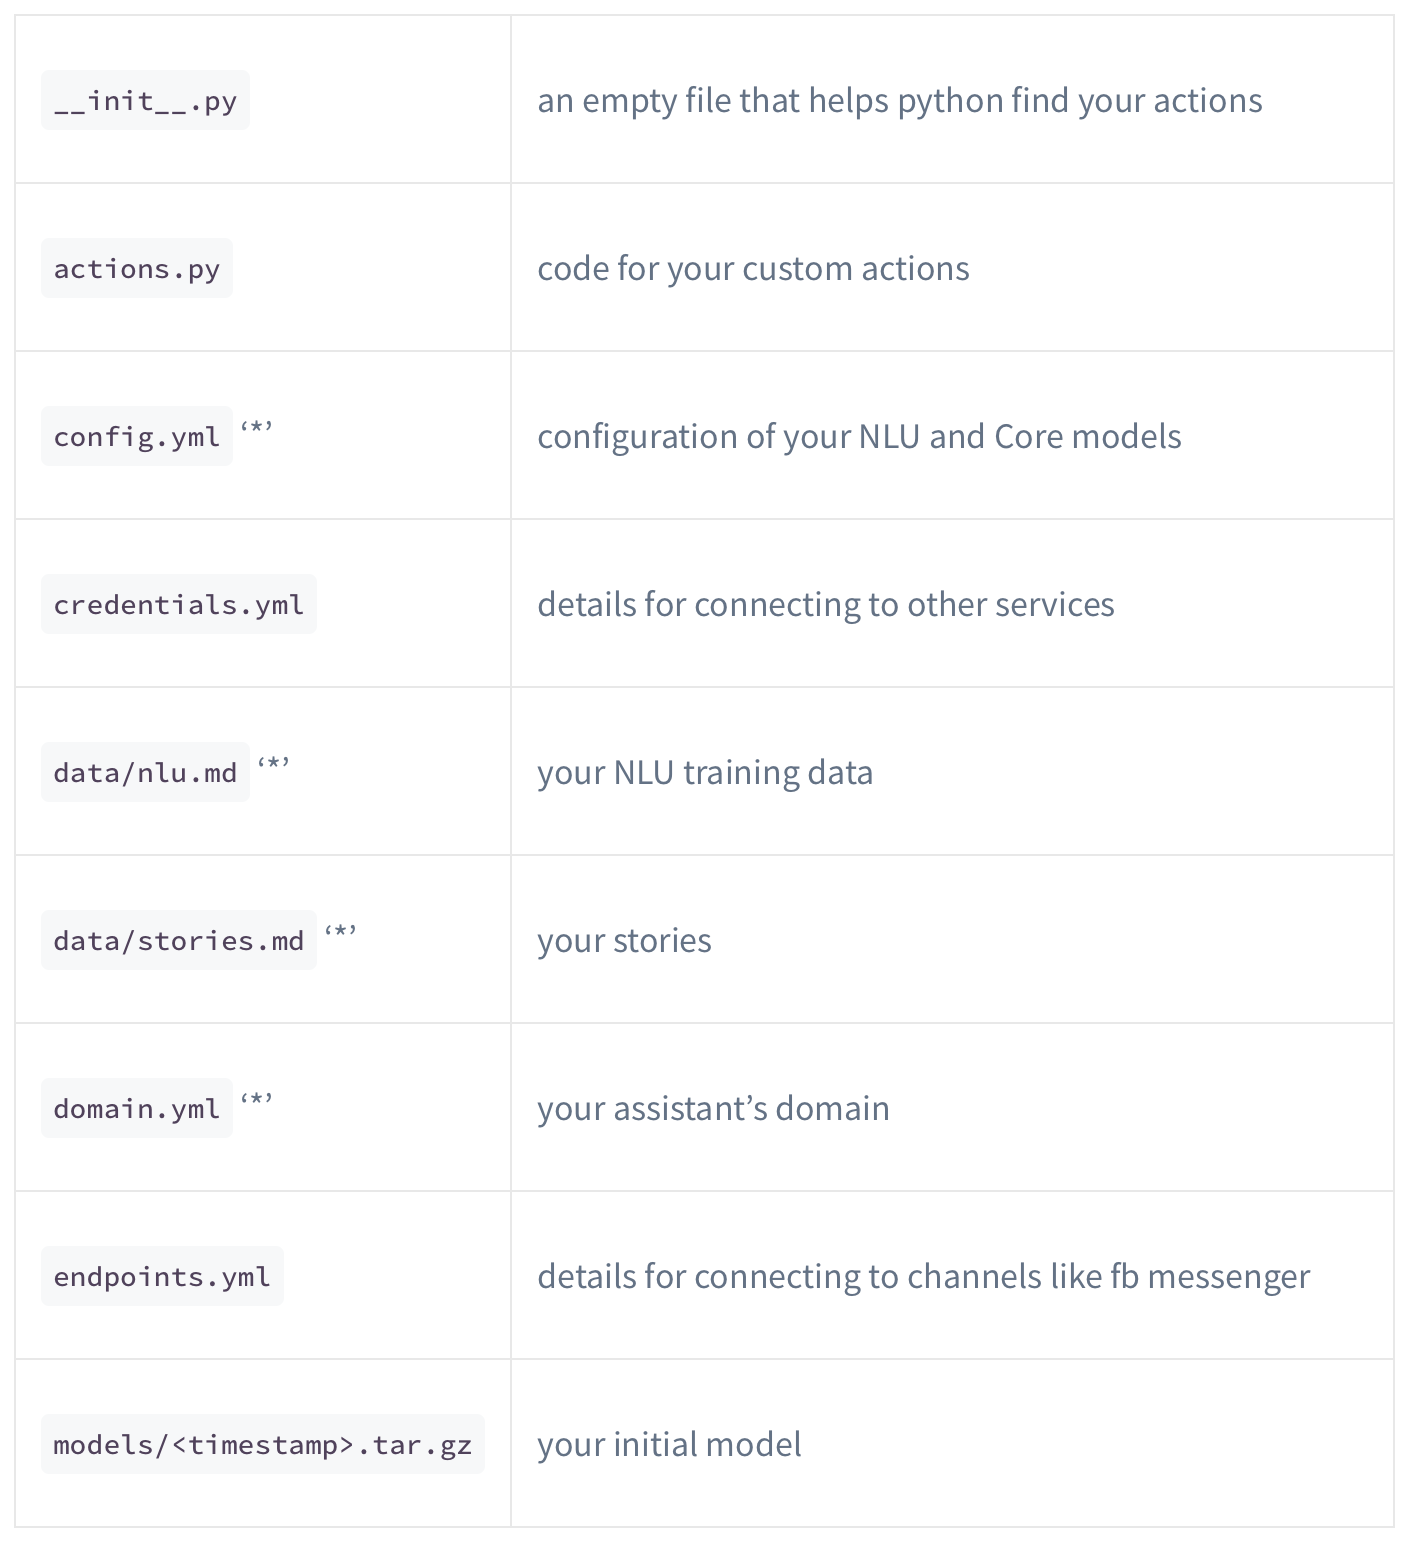 __init__.py an empty file that helps python find your actions
actions.py code for your custom actions
config.yml ‘*’ configuration of your NLU and Core models
credentials.yml details for connecting to other services
data/nlu.md ‘*’ your NLU training data
data/stories.md ‘*’ your stories
domain.yml ‘*’ your assistant’s domain
endpoints.yml details for connecting to channels like fb messenger
models/<timestamp>.tar.gz your initial model